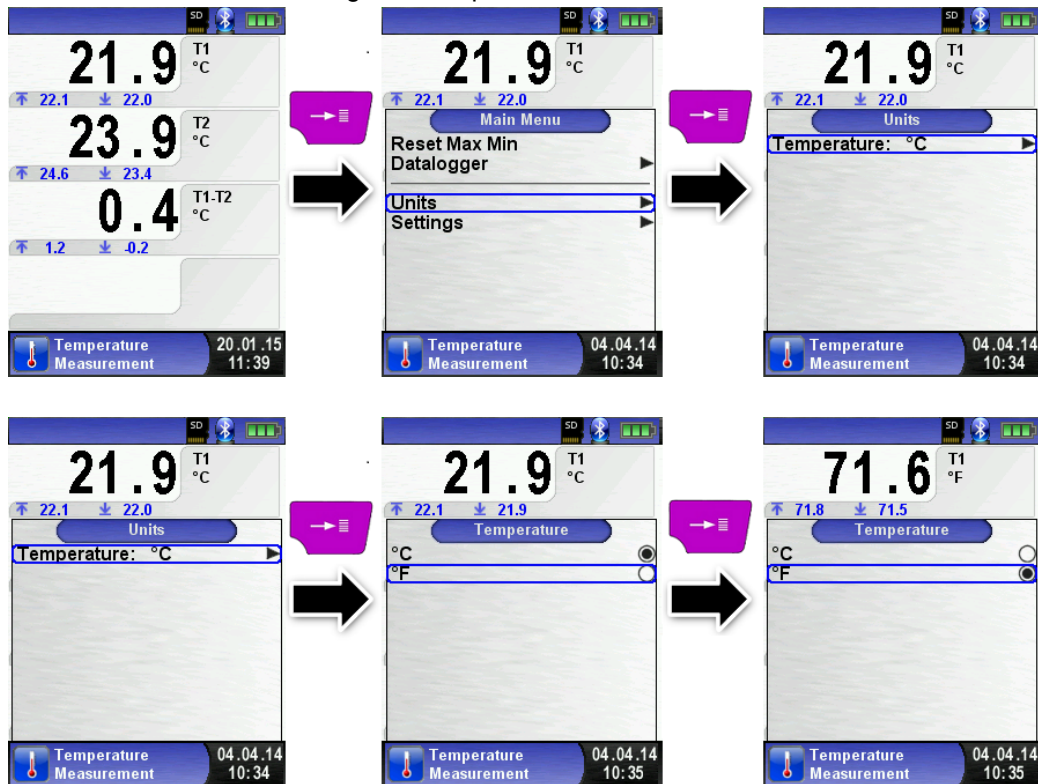 SD
21.9 T1 °C
22.1 22.0
23.9 T2 °C
24.6 23.4
0.4 T1-T2 °C
1.2 -0.2
Temperature 20.01.15
Measurement 11:39
SD
21.9 T1 °C
22.1 22.0
Main Menu
Reset Max Min
Datalogger
Units
Settings
Temperature 04.04.14
Measurement 10:34
SD
21.9 T1 °C
22.1 22.0
Units
Temperature: °C
Temperature 04.04.14
Measurement 10:34
SD
21.9 T1 °C
22.1 22.0
Units
Temperature: °C
Temperature 04.04.14
Measurement 10:34
SD
21.9 T1 °C
22.1 21.9
Temperature
°C
°F
Temperature 04.04.14
Measurement 10:35
SD
71.6 T1 °F
71.8 71.5
Temperature
°C
°F
Temperature 04.04.14
Measurement 10:35